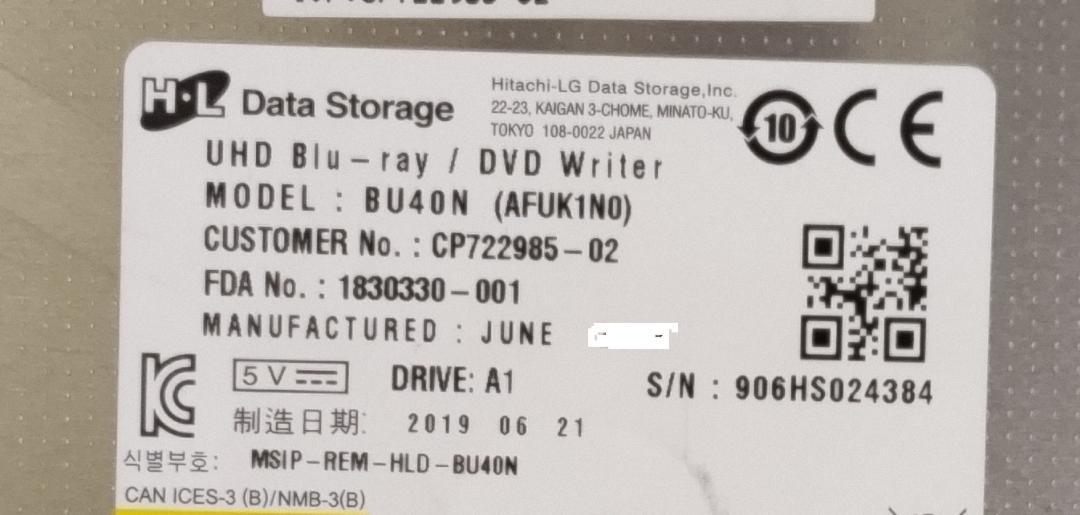 H·L Data Storage
Hitachi-LG Data Storage,Inc.
22-23, KAIGAN 3-CHOME, MINATO-KU,
TOKYO 108-0022 JAPAN
10 CE
UHD Blu-ray / DVD Writer
MODEL : BU40N (AFUK1N0)
CUSTOMER No. : CP722985-02
FDA No. : 1830330-001
MANUFACTURED : JUNE
5 V DRIVE: A1
S/N : 906HS024384
制造日期: 2019 06 21
식별부호: MSIP-REM-HLD-BU40N
CAN ICES-3 (B)/NMB-3(B)